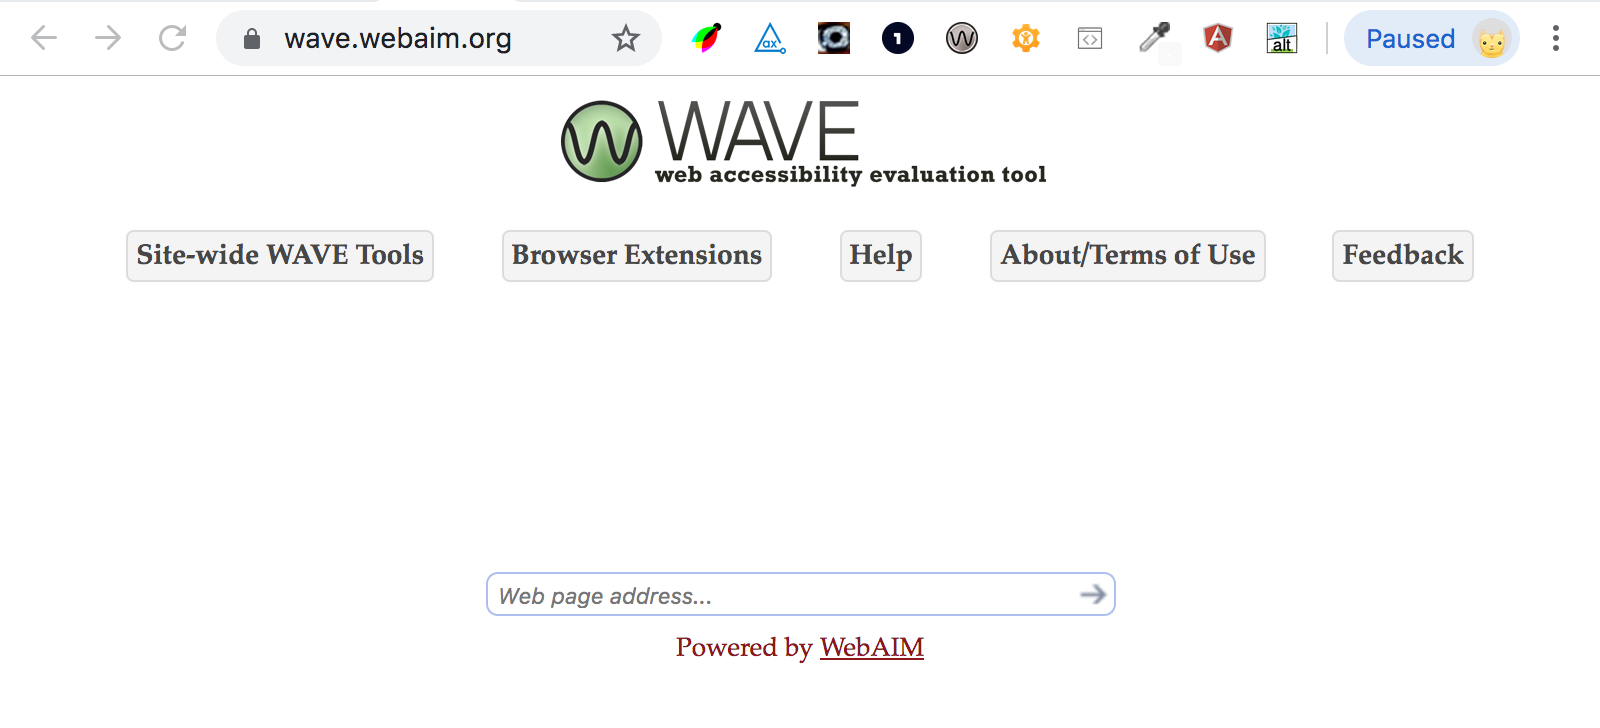 wave.webaim.org
ax
1
alt
Paused
WAVE
web accessibility evaluation tool
Site-wide WAVE Tools
Browser Extensions
Help
About/Terms of Use
Feedback
Web page address...
Powered by WebAIM